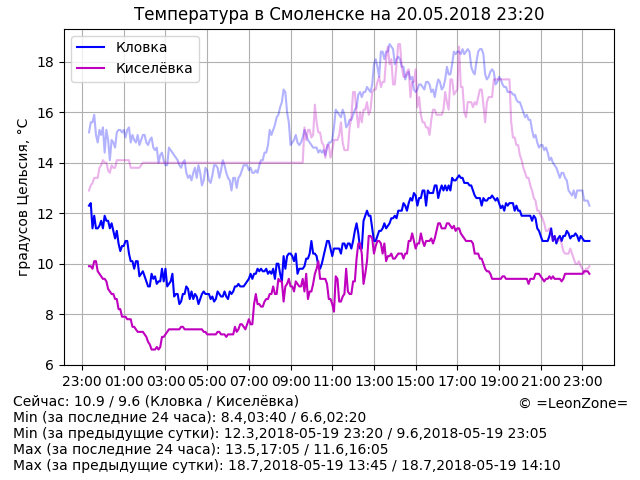 Температура в Смоленске на 20.05.2018 23:20
Кловка
Киселёвка
градусов Цельсия, °C
18
16
14
12
10
8
6
23:00 01:00 03:00 05:00 07:00 09:00 11:00 13:00 15:00 17:00 19:00 21:00 23:00
Сейчас: 10.9 / 9.6 (Кловка / Киселёвка)
© =LeonZone=
Min (за последние 24 часа): 8.4,03:40 / 6.6,02:20
Min (за предыдущие сутки): 12.3,2018-05-19 23:20 / 9.6,2018-05-19 23:05
Max (за последние 24 часа): 13.5,17:05 / 11.6,16:05
Max (за предыдущие сутки): 18.7,2018-05-19 13:45 / 18.7,2018-05-19 14:10